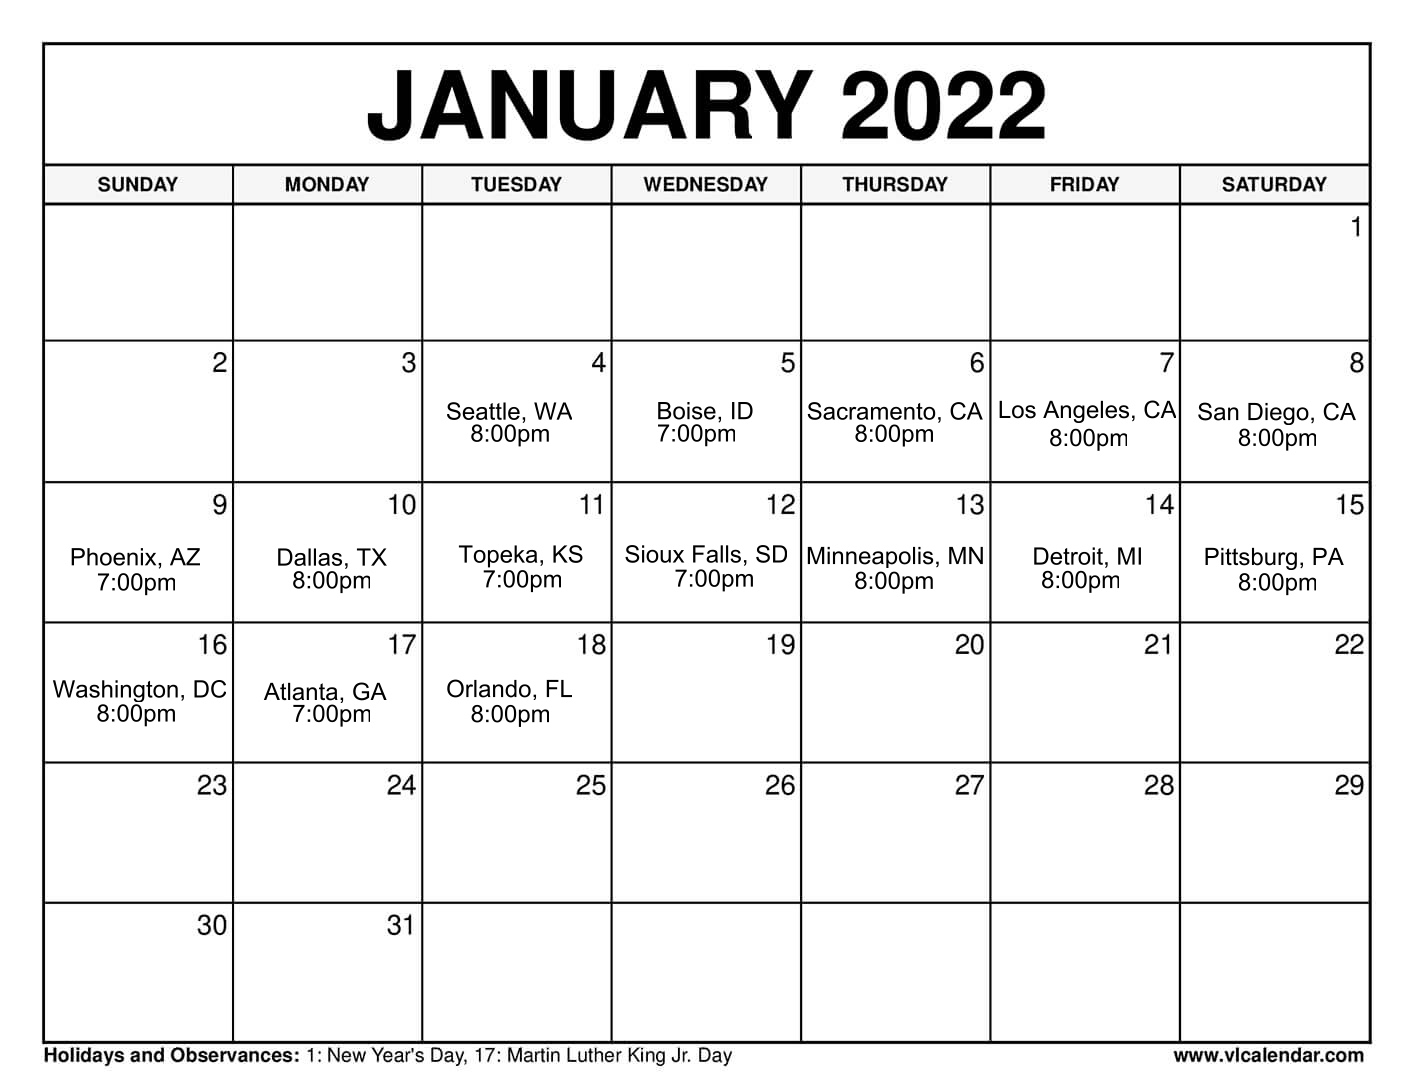 JANUARY 2022
SUNDAY MONDAY TUESDAY WEDNESDAY THURSDAY FRIDAY SATURDAY
1
2 3 4 5 6 7 8
Seattle, WA Boise, ID Sacramento, CA Los Angeles, CA San Diego, CA
8:00pm 7:00pm 8:00pm 8:00pm 8:00pm
9 10 11 12 13 14 15
Phoenix, AZ Dallas, TX Topeka, KS Sioux Falls, SD Minneapolis, MN Detroit, MI Pittsburg, PA
7:00pm 8:00pm 7:00pm 7:00pm 8:00pm 8:00pm 8:00pm
16 17 18 19 20 21 22
Washington, DC Atlanta, GA Orlando, FL
8:00pm 7:00pm 8:00pm
23 24 25 26 27 28 29
30 31
Holidays and Observances: 1: New Year's Day, 17: Martin Luther King Jr. Day www.vlcalendar.com